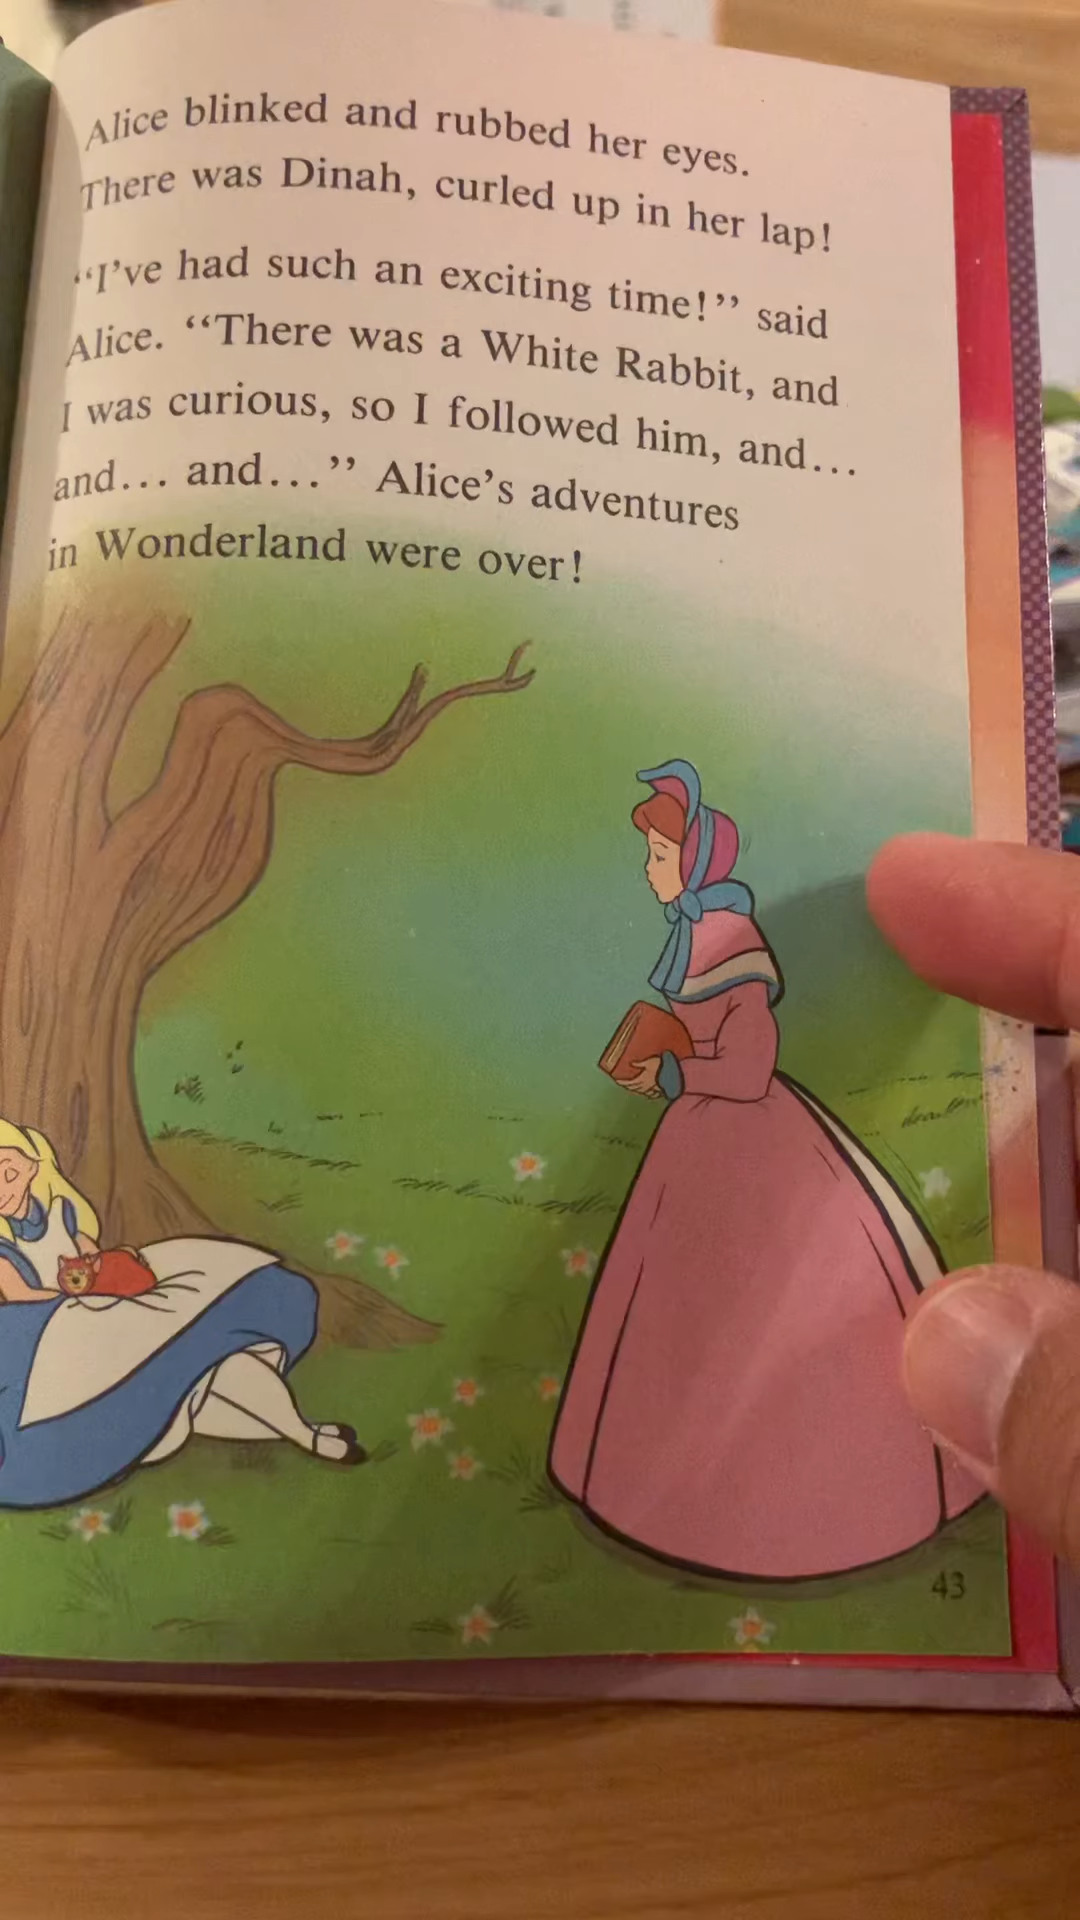 Alice blinked and rubbed her eyes.
There was Dinah, curled up in her lap!
“I’ve had such an exciting time!” said
Alice. “There was a White Rabbit, and
I was curious, so I followed him, and...
and... and...” Alice’s adventures
in Wonderland were over!
43